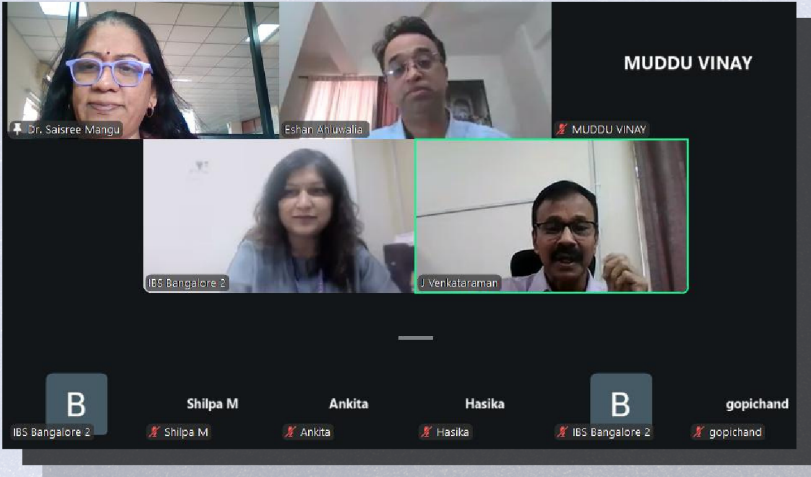 MUDDU VINAY
Dr. Saisree Mangu
Eshan Ahluwalia
MUDDU VINAY
IBS Bangalore 2
J Venkataraman
B
Shilpa M
Ankita
Hasika
B
gopichand
IBS Bangalore 2
Shilpa M
Ankita
Hasika
IBS Bangalore 2
gopichand